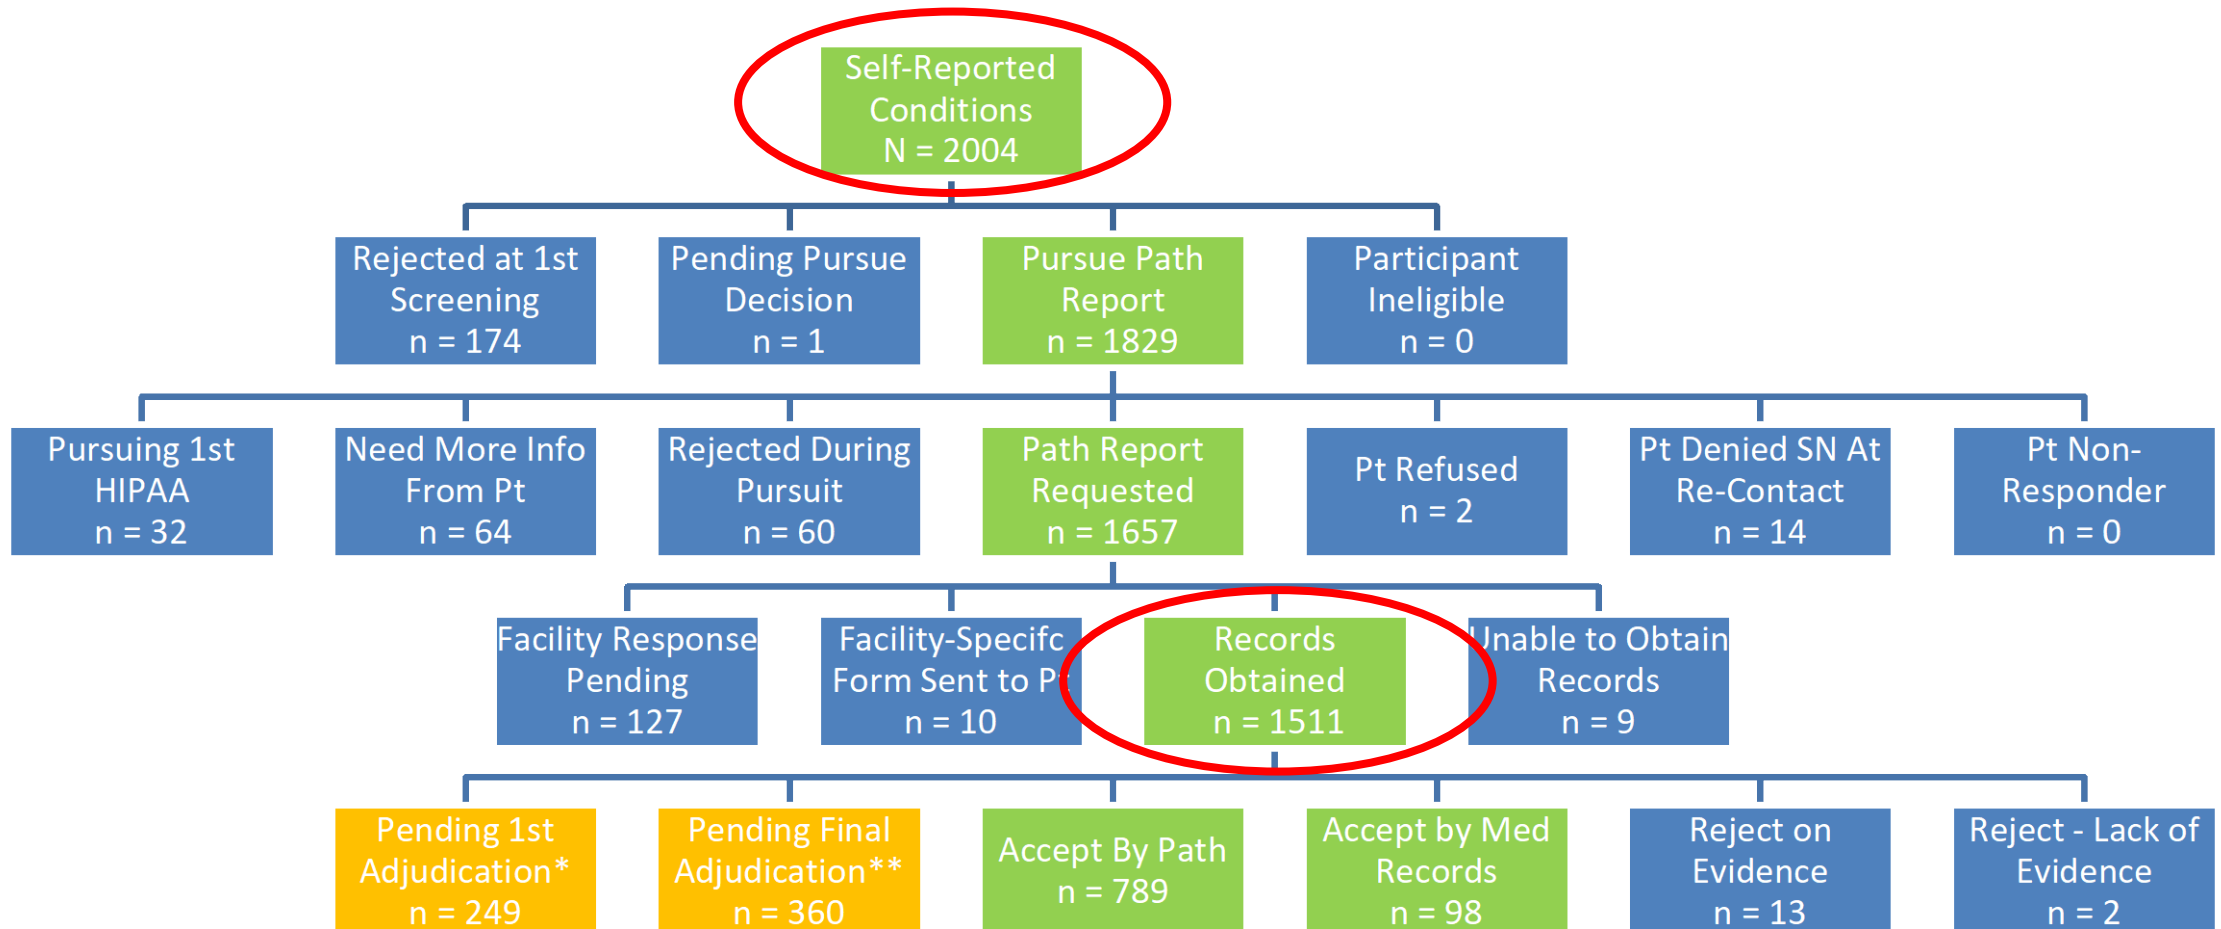 Self-Reported
Conditions
N = 2004
Rejected at 1st
Screening
n = 174
Pending Pursue
Decision
n = 1
Pursue Path
Report
n = 1829
Participant
Ineligible
n = 0
Pursuing 1st
HIPAA
n = 32
Need More Info
From Pt
n = 64
Rejected During
Pursuit
n = 60
Path Report
Requested
n = 1657
Pt Refused
n = 2
Pt Denied SN At
Re-Contact
n = 14
Pt Non-
Responder
n = 0
Facility Response
Pending
n = 127
Facility-Specifc
Form Sent to Pt
n = 10
Records
Obtained
n = 1511
Unable to Obtain
Records
n = 9
Pending 1st
Adjudication*
n = 249
Pending Final
Adjudication**
n = 360
Accept By Path
n = 789
Accept by Med
Records
n = 98
Reject on
Evidence
n = 13
Reject - Lack of
Evidence
n = 2